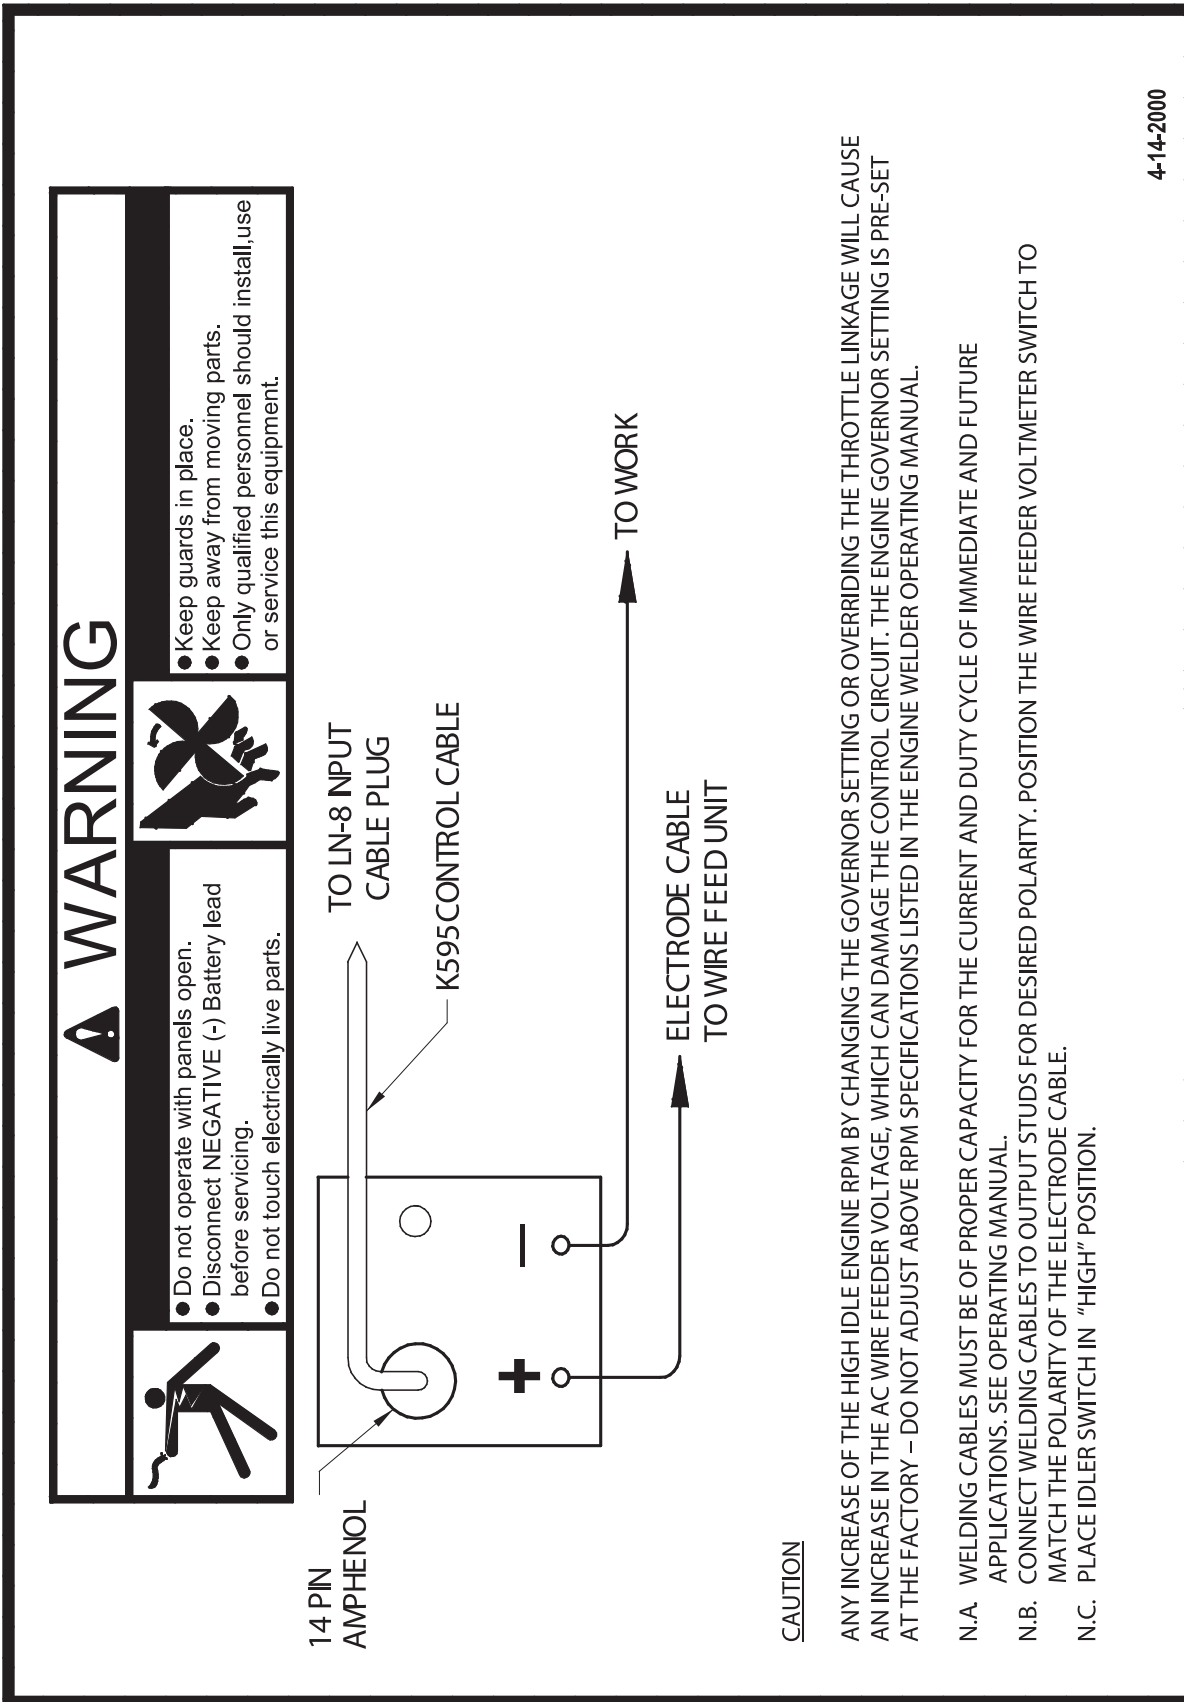 WARNING
● Do not operate with panels open.
● Disconnect NEGATIVE (-) Battery lead
before servicing.
● Do not touch electrically live parts.
● Keep guards in place.
● Keep away from moving parts.
● Only qualified personnel should install,use
or service this equipment.
14 PIN
AMPHENOL
TO LN-8 NPUT
CABLE PLUG
K595 CONTROL CABLE
+
−
ELECTRODE CABLE
TO WIRE FEED UNIT
TO WORK
CAUTION
ANY INCREASE OF THE HIGH IDLE ENGINE RPM BY CHANGING THE GOVERNOR SETTING OR OVERRIDING THE THROTTLE LINKAGE WILL CAUSE
AN INCREASE IN THE AC WIRE FEEDER VOLTAGE, WHICH CAN DAMAGE THE CONTROL CIRCUIT. THE ENGINE GOVERNOR SETTING IS PRE-SET
AT THE FACTORY – DO NOT ADJUST ABOVE RPM SPECIFICATIONS LISTED IN THE ENGINE WELDER OPERATING MANUAL.
N.A. WELDING CABLES MUST BE OF PROPER CAPACITY FOR THE CURRENT AND DUTY CYCLE OF IMMEDIATE AND FUTURE
APPLICATIONS. SEE OPERATING MANUAL.
N.B. CONNECT WELDING CABLES TO OUTPUT STUDS FOR DESIRED POLARITY. POSITION THE WIRE FEEDER VOLTMETER SWITCH TO
MATCH THE POLARITY OF THE ELECTRODE CABLE.
N.C. PLACE IDLER SWITCH IN "HIGH" POSITION.
4-14-2000